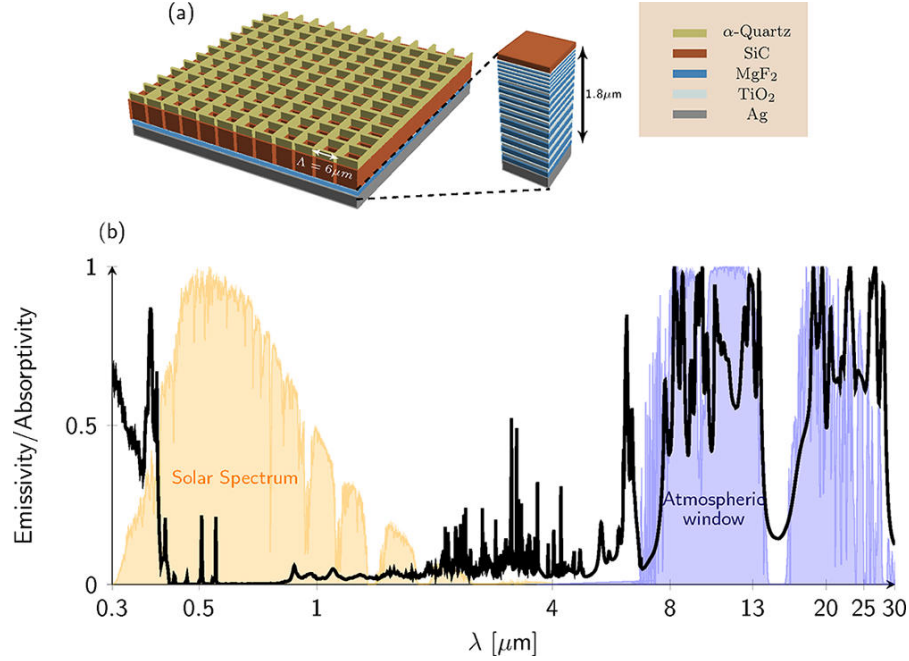 (a)
α-Quartz
SiC
MgF₂
TiO₂
Ag
1.8μm
Λ = 6μm
(b)
1
0.5
0
Emissivity/Absorptivity
Solar Spectrum
Atmospheric
window
0.3 0.5 1 4 8 13 20 25 30
λ [μm]